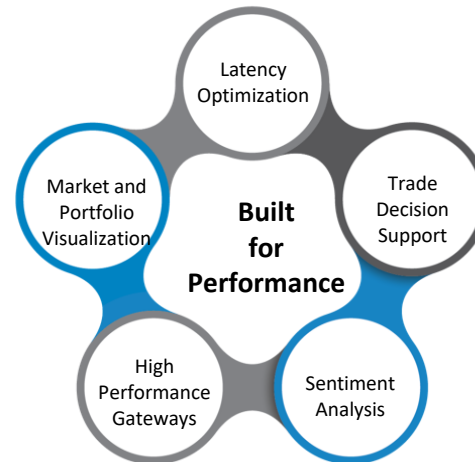 Latency
Optimization
Market and
Portfolio
Visualization
Trade
Decision
Support
Built
for
Performance
High
Performance
Gateways
Sentiment
Analysis